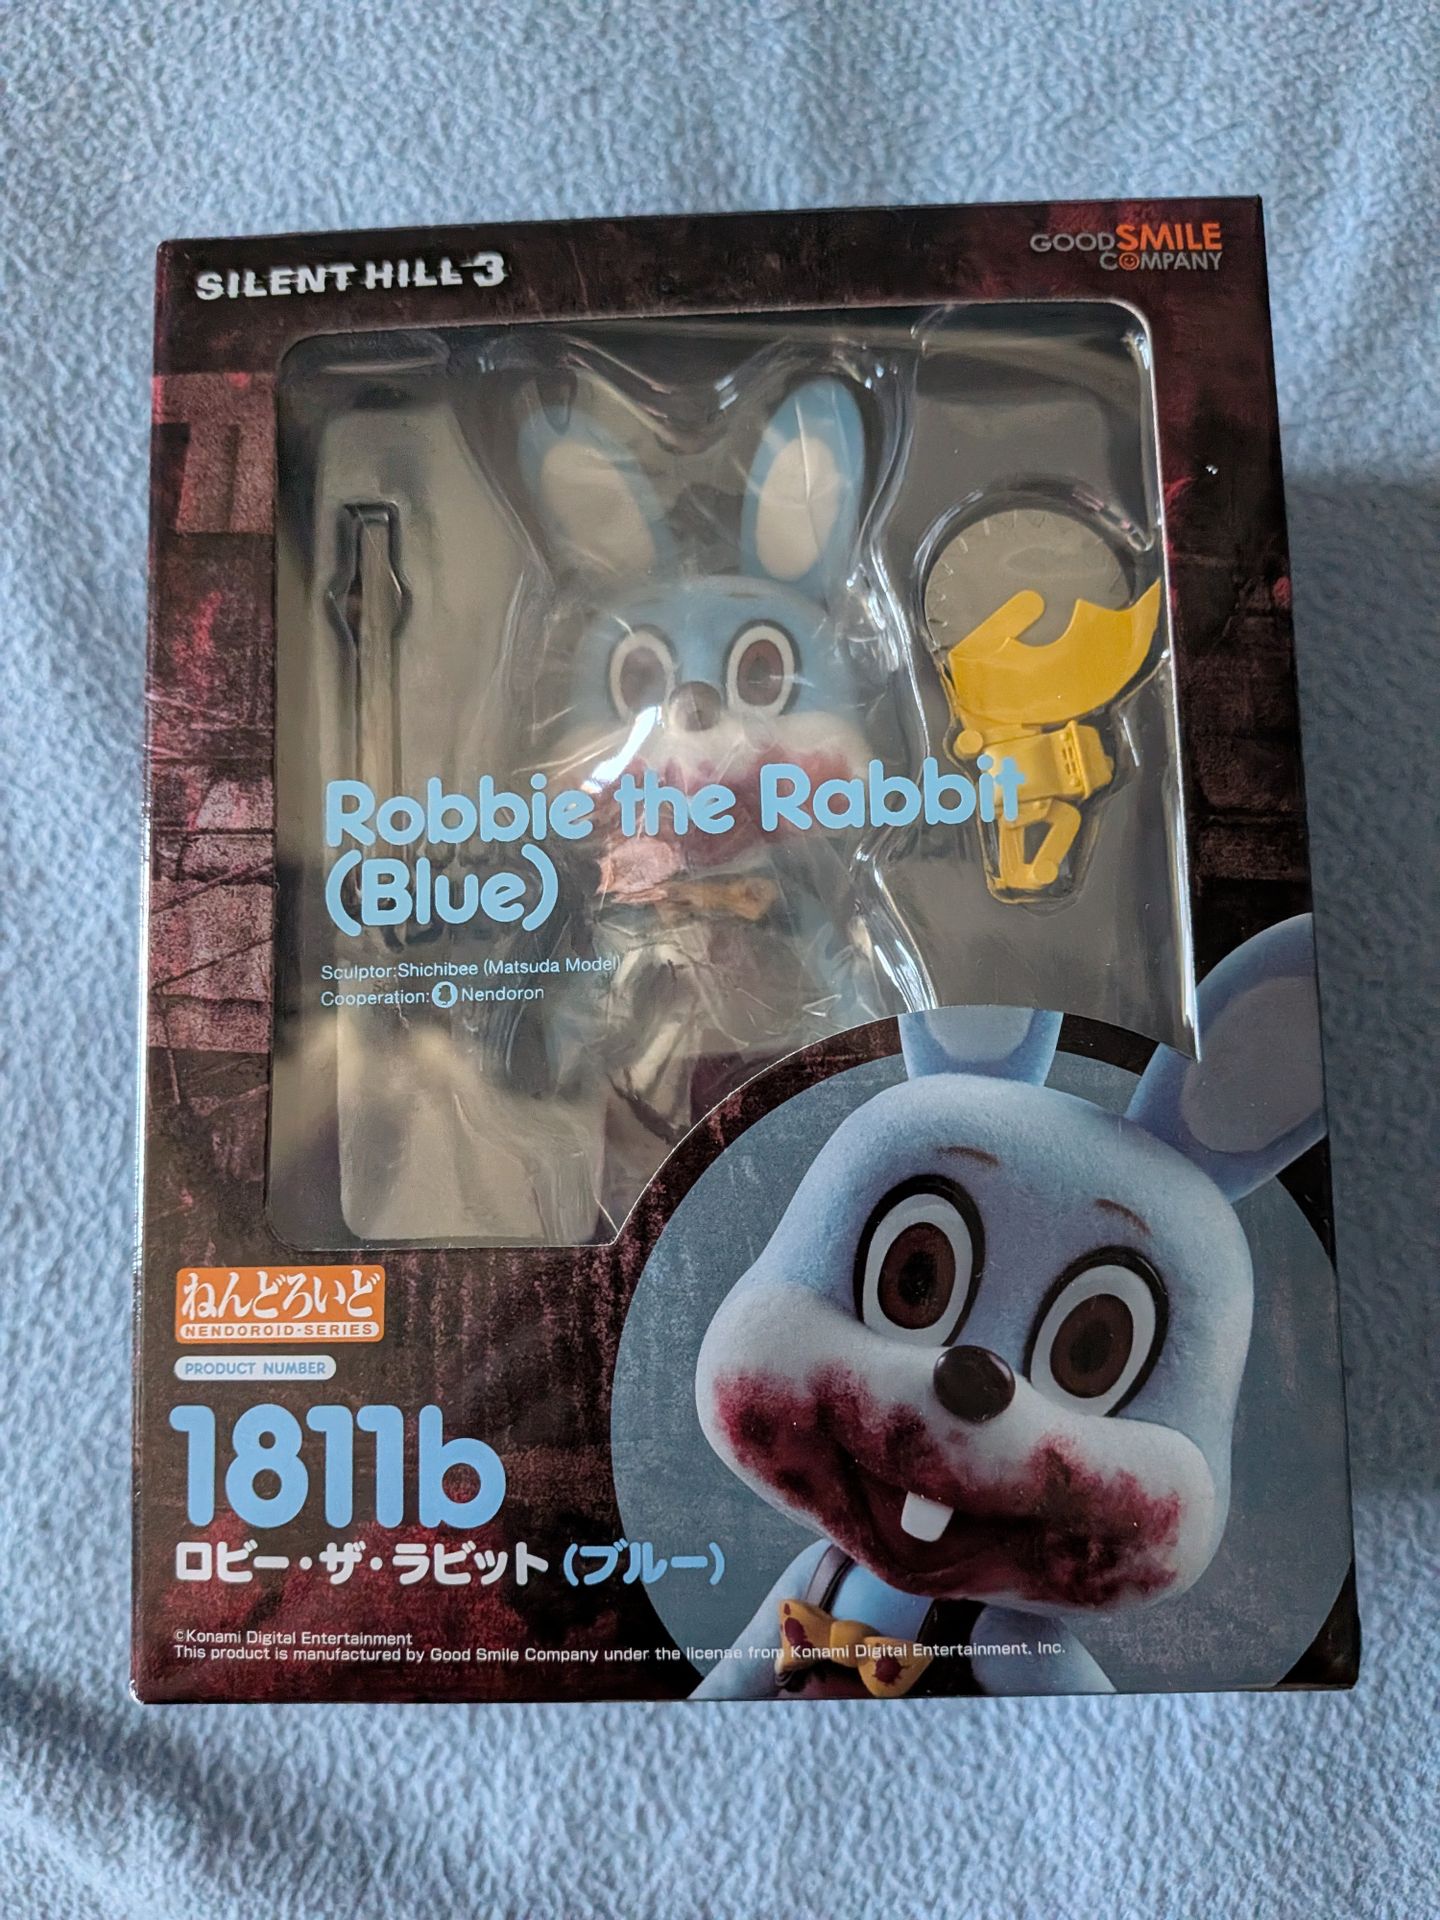 SILENT HILL 3
GOOD SMILE
COMPANY
Robbie the Rabbit
(Blue)
Sculptor:Shichibee (Matsuda Model)
Cooperation: Nendoron
ねんどろいど
NENDOROID-SERIES
PRODUCT NUMBER
1811b
ロビー・ザ・ラビット(ブルー)
©Konami Digital Entertainment
This product is manufactured by Good Smile Company under the license from Konami Digital Entertainment, Inc.